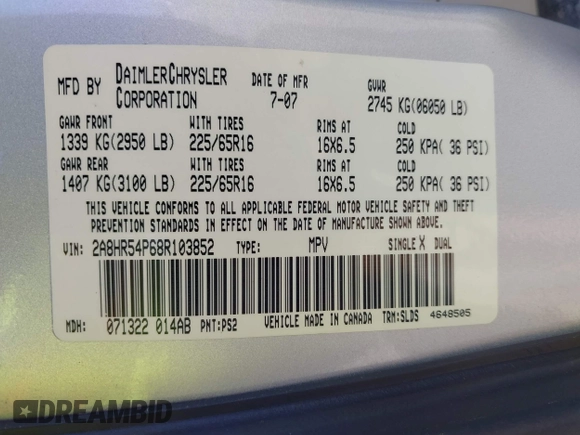 MFD BY DAIMLERCHRYSLER CORPORATION DATE OF MFR 7-07 GVWR 2745 KG(06050 LB)
GAWR FRONT WITH TIRES RIMS AT COLD
1339 KG(2950 LB) 225/65R16 16X6.5 250 KPA( 36 PSI)
GAWR REAR WITH TIRES RIMS AT COLD
1407 KG(3100 LB) 225/65R16 16X6.5 250 KPA( 36 PSI)
THIS VEHICLE CONFORMS TO ALL APPLICABLE FEDERAL MOTOR VEHICLE SAFETY AND THEFT
PREVENTION STANDARDS IN EFFECT ON THE DATE OF MANUFACTURE SHOWN ABOVE.
VIN: 2A8HR54P68R103852 TYPE: MPV SINGLE X DUAL
MDH: 071322 014AB PNT:PS2 VEHICLE MADE IN CANADA TRM:SLDS 4648505
DREAMBID